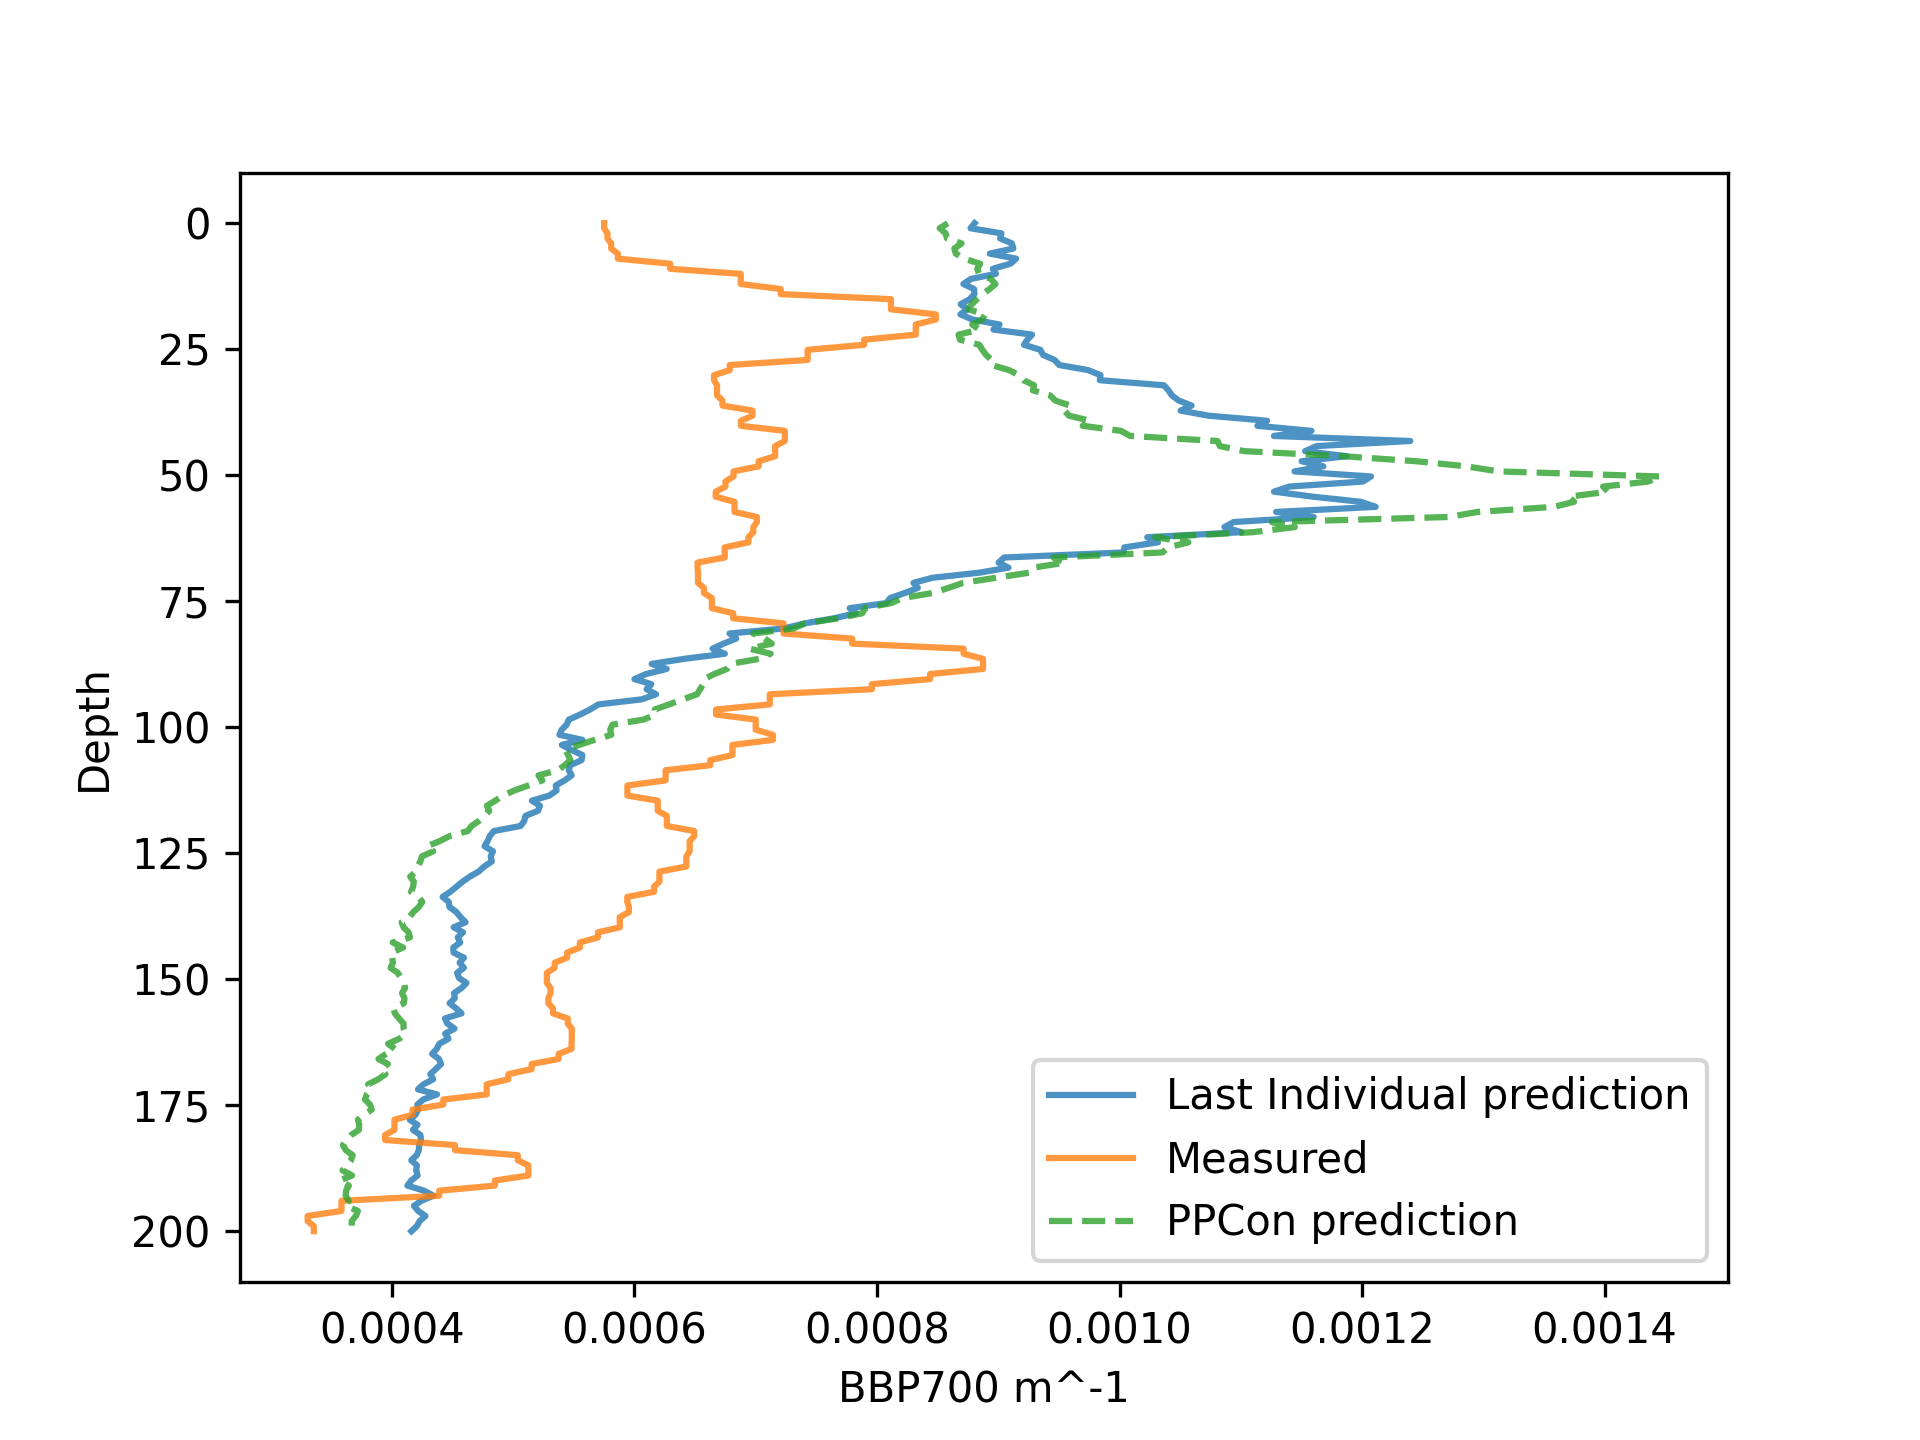 0
25
50
75
100
125
150
175
200
Depth
0.0004 0.0006 0.0008 0.0010 0.0012 0.0014
BBP700 m^-1
Last Individual prediction
Measured
PPCon prediction